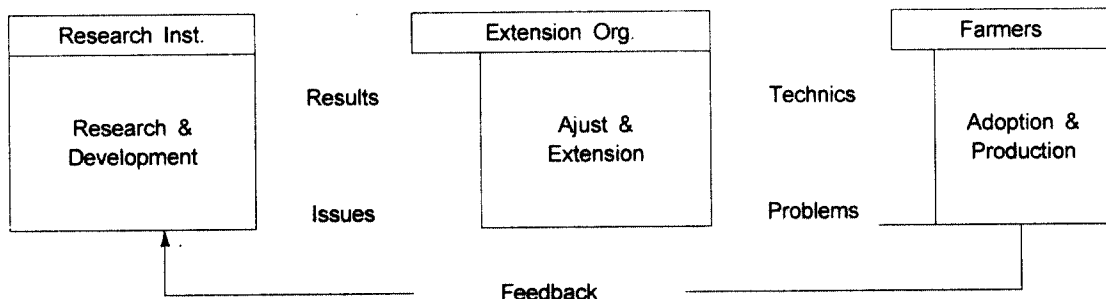 Research Inst.
Extension Org.
Farmers
Results
Technics
Research &
Development
Ajust &
Extension
Adoption &
Production
Issues
Problems
Feedback